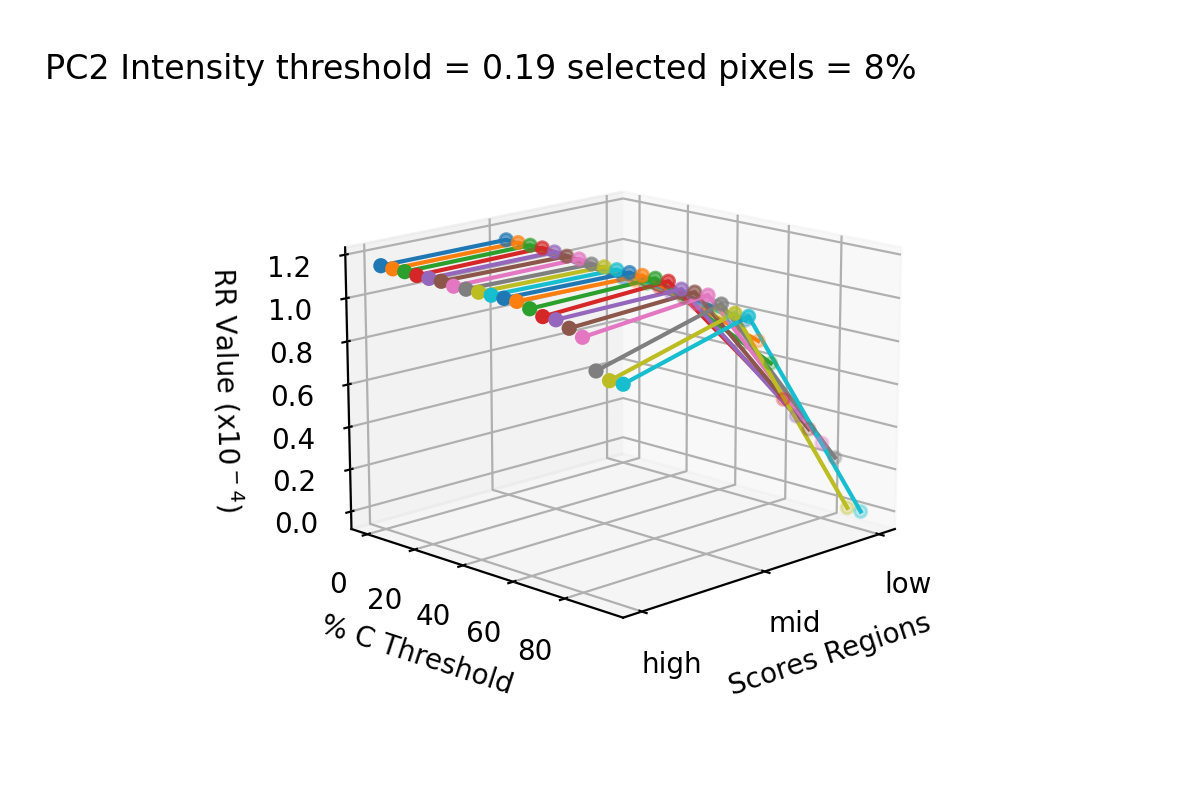 PC2 Intensity threshold = 0.19 selected pixels = 8%
RR Value (x10⁻⁴)
1.2
1.0
0.8
0.6
0.4
0.2
0.0
0
20
40
60
80
% C Threshold
high
mid
low
Scores Regions